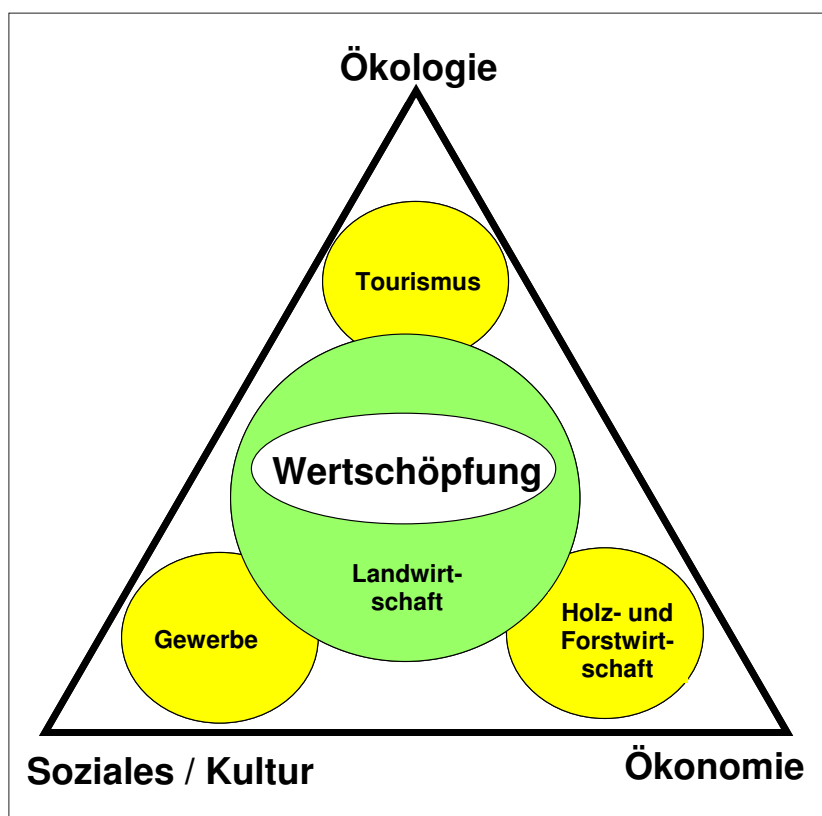 Ökologie
Tourismus
Wertschöpfung
Landwirt-
schaft
Gewerbe
Holz- und
Forstwirt-
schaft
Soziales / Kultur
Ökonomie